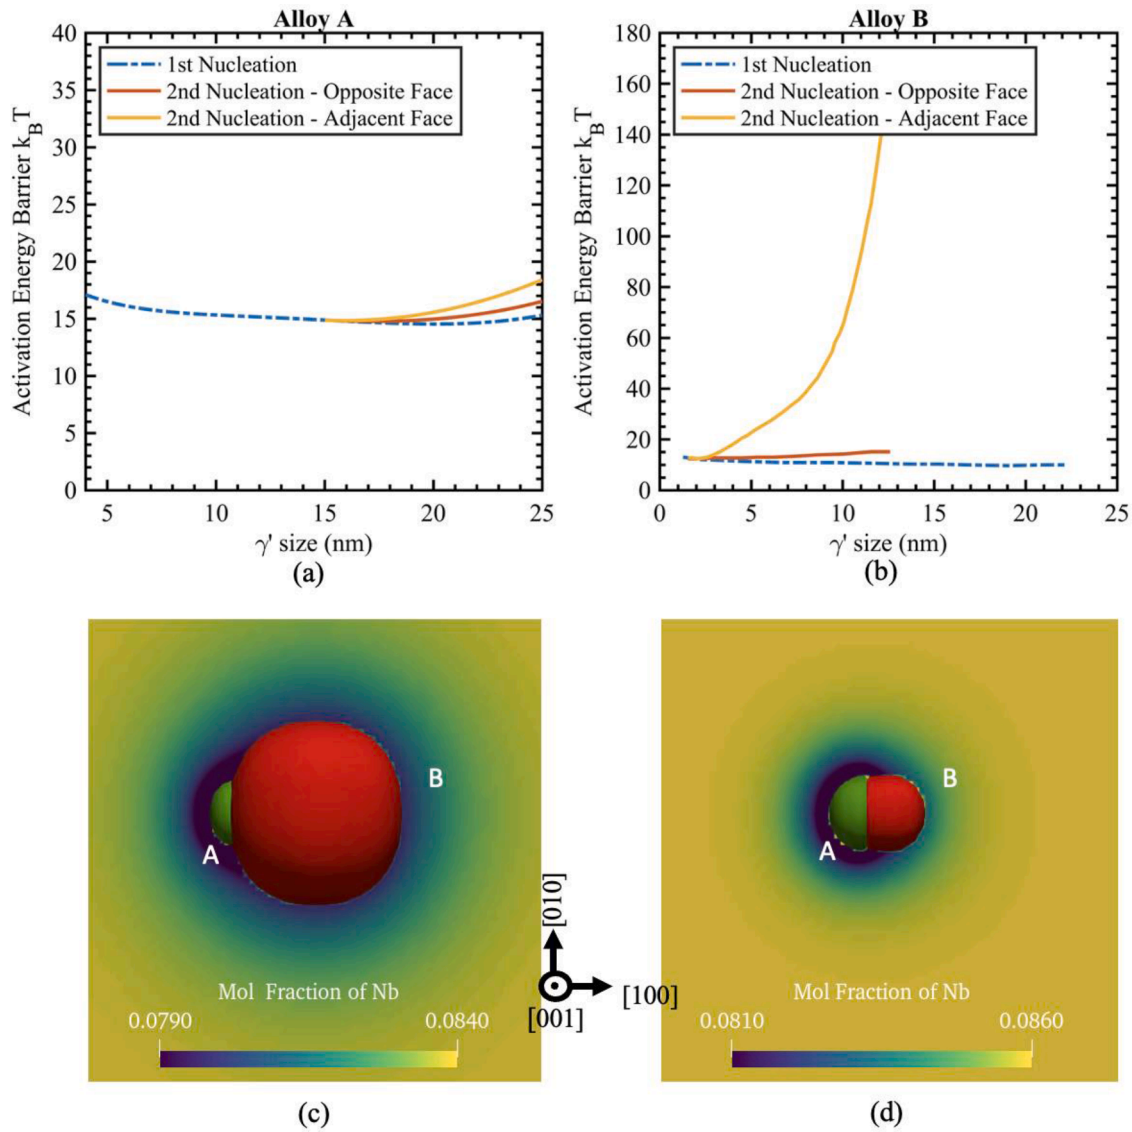 Alloy A
40
35
30
25
20
15
10
5
0
Activation Energy Barrier k_BT
1st Nucleation
2nd Nucleation - Opposite Face
2nd Nucleation - Adjacent Face
5 10 15 20 25
γ' size (nm)
(a)
Alloy B
180
160
140
120
100
80
60
40
20
0
Activation Energy Barrier k_BT
1st Nucleation
2nd Nucleation - Opposite Face
2nd Nucleation - Adjacent Face
0 5 10 15 20 25
γ' size (nm)
(b)
A
B
Mol Fraction of Nb
0.0790 0.0840
(c)
[010]
[100]
[001]
A
B
Mol Fraction of Nb
0.0810 0.0860
(d)